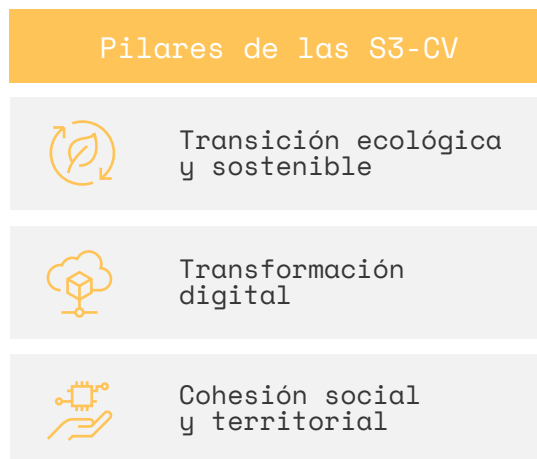 Pilares de las S3-CV
Transición ecológica
y sostenible
Transformación
digital
Cohesión social
y territorial